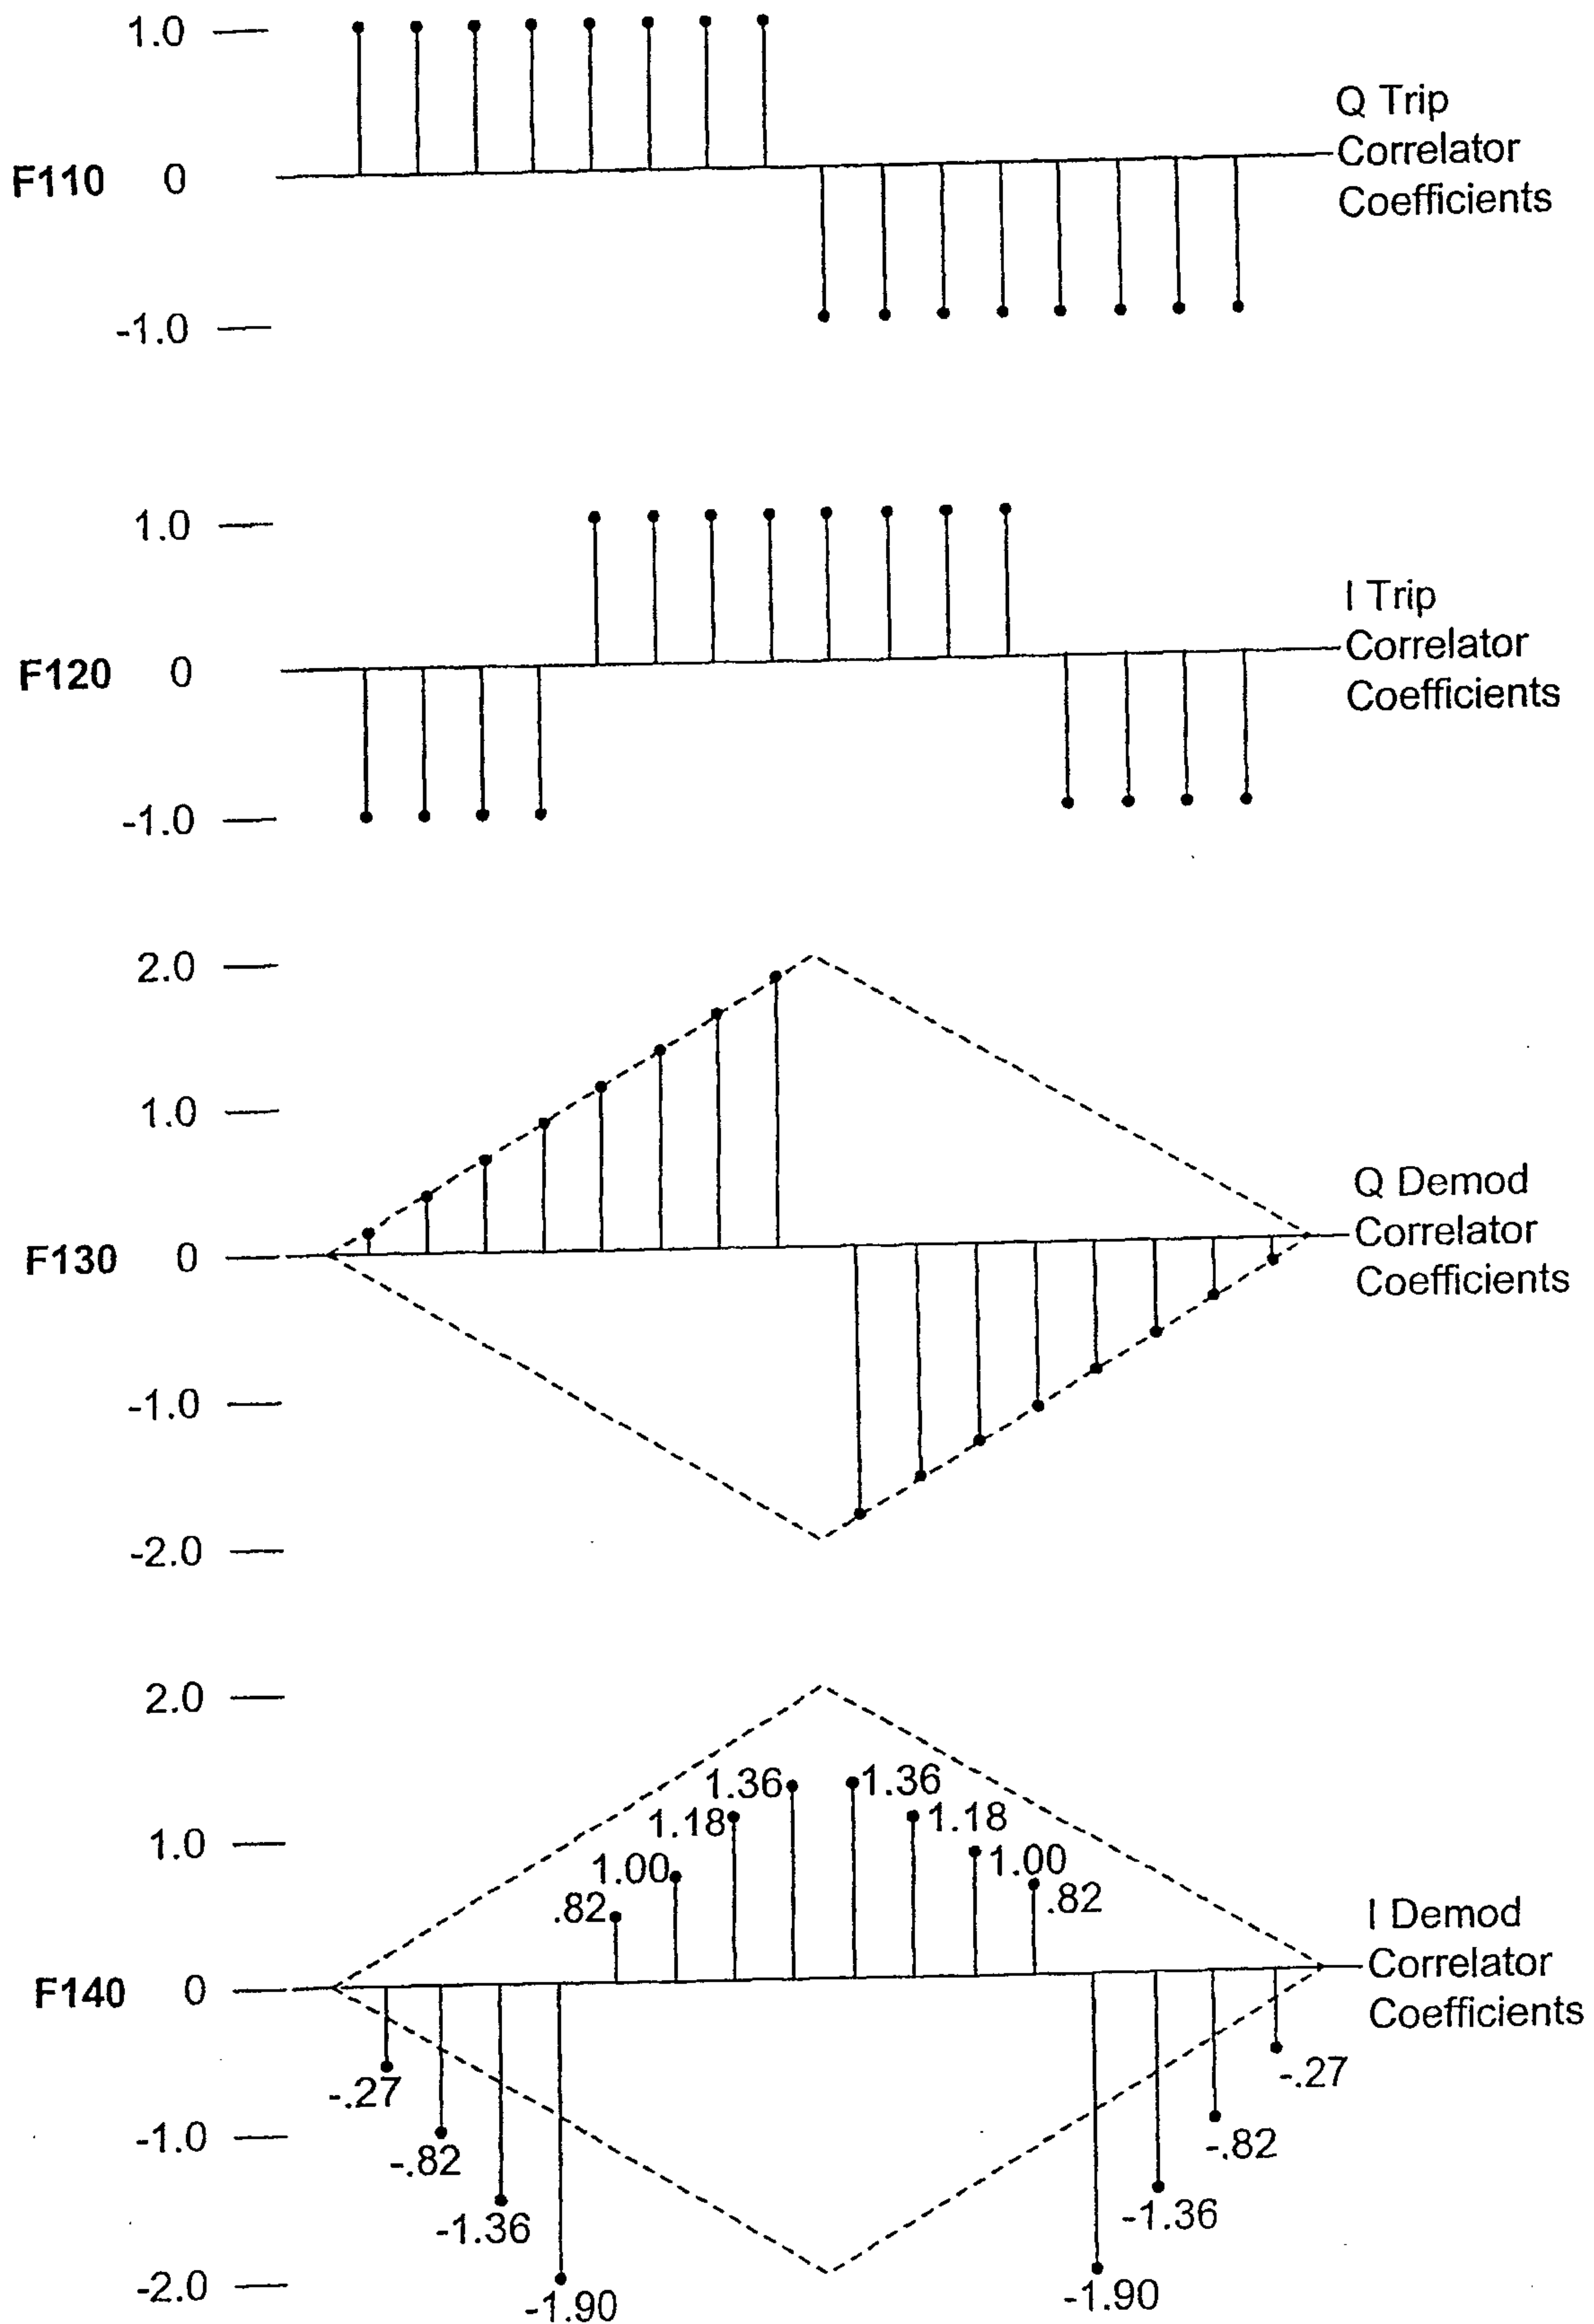 1.0
Q Trip
Correlator
Coefficients
F110 0
-1.0
1.0
I Trip
Correlator
Coefficients
F120 0
-1.0
2.0
1.0
Q Demod
Correlator
Coefficients
F130 0
-1.0
-2.0
2.0
1.36 1.36
1.18 1.18
1.0
1.00 1.00
.82 .82
I Demod
Correlator
Coefficients
F140 0
-.27 -.27
-1.0
-.82 -.82
-1.36 -1.36
-2.0
-1.90 -1.90